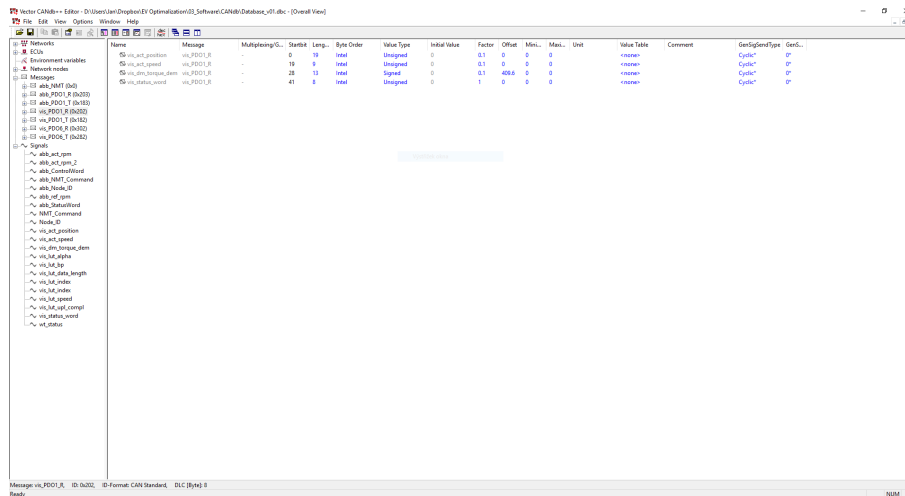 Vector CANdb++ Editor - D:\Users\Jan\Dropbox\EV Optimalization\03_Software\CANdb\Database_v01.dbc - [Overall View]
File Edit View Options Window Help
Networks
ECUs
Environment variables
Network nodes
Messages
abb_NMT (0x0)
abb_PDO1_R (0x203)
abb_PDO1_T (0x183)
vis_PDO1_R (0x202)
vis_PDO1_T (0x182)
vis_PDO6_R (0x302)
vis_PDO6_T (0x282)
Signals
abb_act_rpm
abb_act_rpm_2
abb_ControlWord
abb_NMT_Command
abb_Node_ID
abb_ref_rpm
abb_StatusWord
NMT_Command
Node_ID
vis_act_position
vis_act_speed
vis_dm_torque_dem
vis_lut_alpha
vis_lut_bp
vis_lut_data_length
vis_lut_index
vis_lut_index
vis_lut_speed
vis_lut_upl_compl
vis_status_word
wt_status
Name Message Multiplexing/G... Startbit Leng... Byte Order Value Type Initial Value Factor Offset Mini... Maxi... Unit Value Table Comment GenSigSendType GenS...
vis_act_position vis_PDO1_R - 0 19 Intel Unsigned 0 0.1 0 0 0 <none> Cyclic* 0*
vis_act_speed vis_PDO1_R - 19 9 Intel Unsigned 0 0.1 0 0 0 <none> Cyclic* 0*
vis_dm_torque_dem vis_PDO1_R - 28 13 Intel Signed 0 0.1 409.6 0 0 <none> Cyclic* 0*
vis_status_word vis_PDO1_R - 41 8 Intel Unsigned 0 1 0 0 0 <none> Cyclic* 0*
Message: vis_PDO1_R, ID: 0x202, ID-Format: CAN Standard, DLC [Byte]: 8
Ready NUM